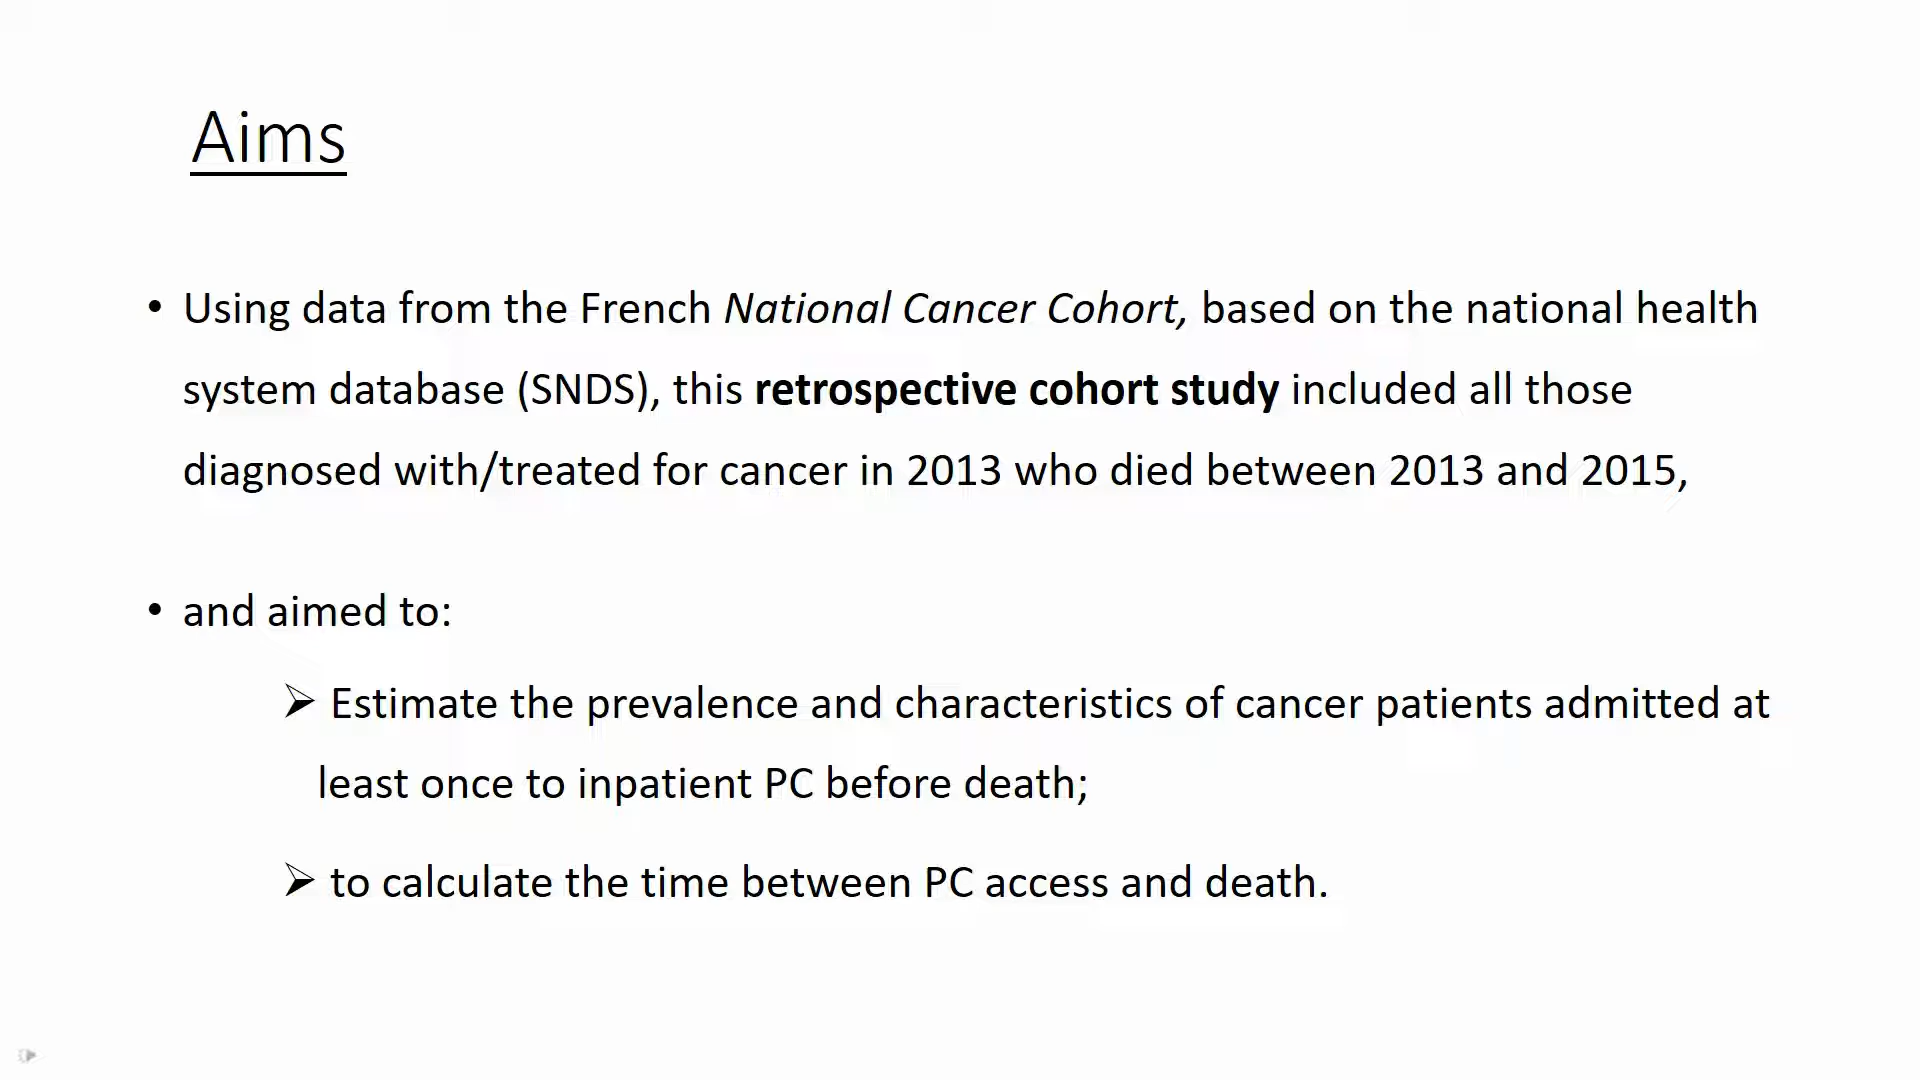 Aims
• Using data from the French National Cancer Cohort, based on the national health
system database (SNDS), this retrospective cohort study included all those
diagnosed with/treated for cancer in 2013 who died between 2013 and 2015,
• and aimed to:
➢ Estimate the prevalence and characteristics of cancer patients admitted at
least once to inpatient PC before death;
➢ to calculate the time between PC access and death.